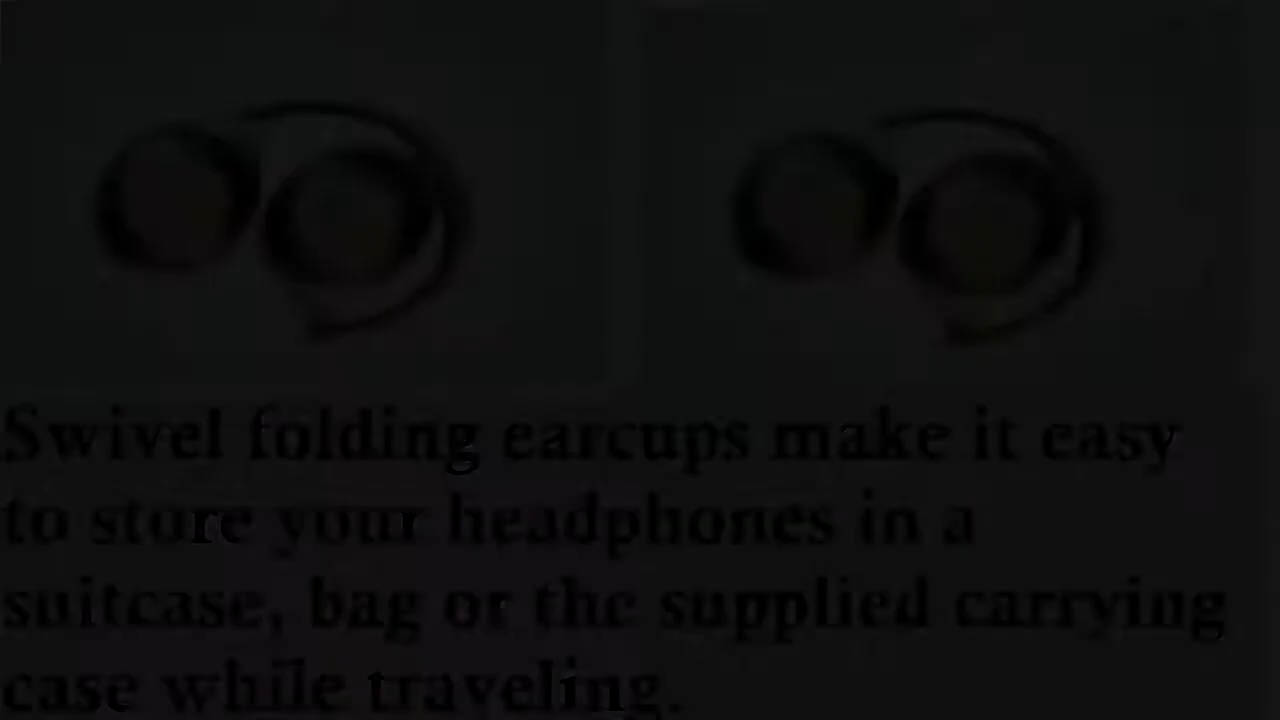 Swivel folding earcups make it easy
to store your headphones in a
suitcase, bag or the supplied carrying
case while traveling.